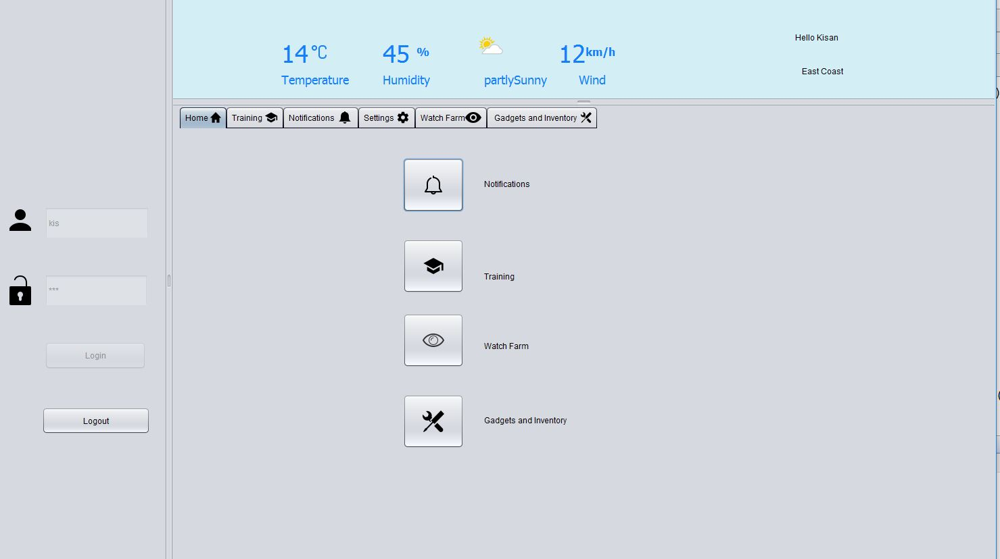 14°C
45 %
12km/h
Temperature
Humidity
partlySunny
Wind
Hello Kisan
East Coast
Home
Training
Notifications
Settings
Watch Farm
Gadgets and Inventory
kis
***
Login
Logout
Notifications
Training
Watch Farm
Gadgets and Inventory
)
(